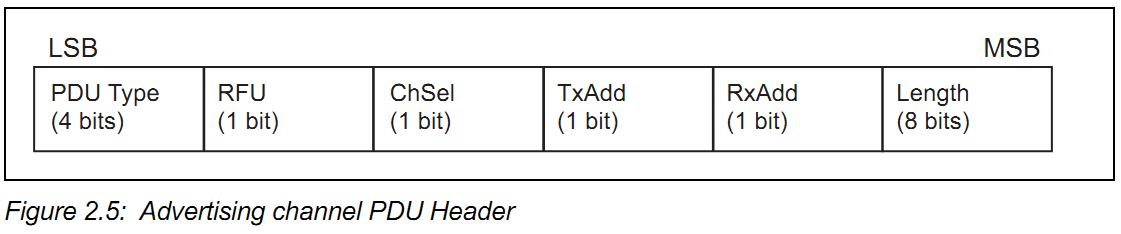 LSB MSB
PDU Type RFU ChSel TxAdd RxAdd Length
(4 bits) (1 bit) (1 bit) (1 bit) (1 bit) (8 bits)
Figure 2.5: Advertising channel PDU Header